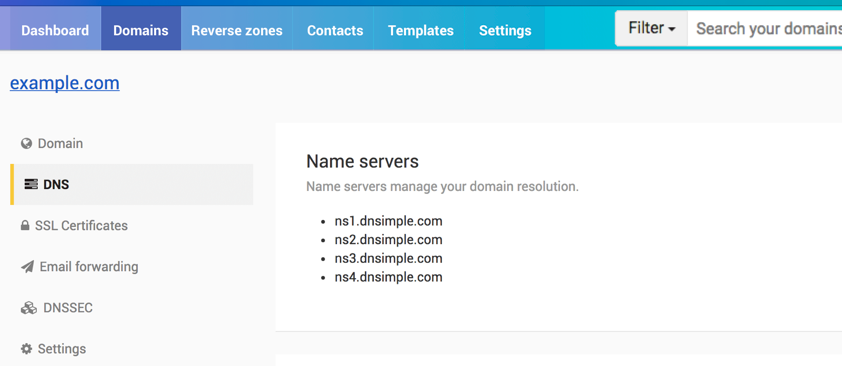 Dashboard Domains Reverse zones Contacts Templates Settings Filter Search your domains
example.com
Domain
DNS
SSL Certificates
Email forwarding
DNSSEC
Settings
Name servers
Name servers manage your domain resolution.
ns1.dnsimple.com
ns2.dnsimple.com
ns3.dnsimple.com
ns4.dnsimple.com